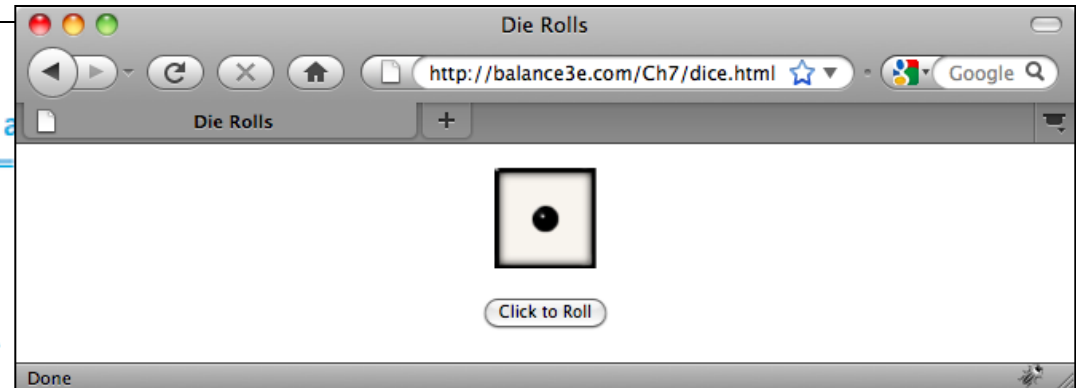 Die Rolls
http://balance3e.com/Ch7/dice.html
Google
Die Rolls
Click to Roll
Done